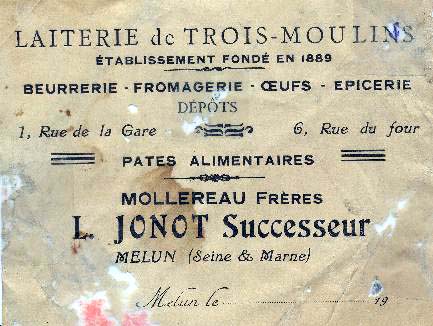 LAITERIE de TROIS-MOULINS
ÉTABLISSEMENT FONDÉ EN 1889
BEURRERIE - FROMAGERIE - ŒUFS - EPICERIE
DÉPÔTS
1, Rue de la Gare 6, Rue du four
PATES ALIMENTAIRES
MOLLEREAU FRÈRES
L. JONOT Successeur
MELUN (Seine & Marne)
Melun le 19